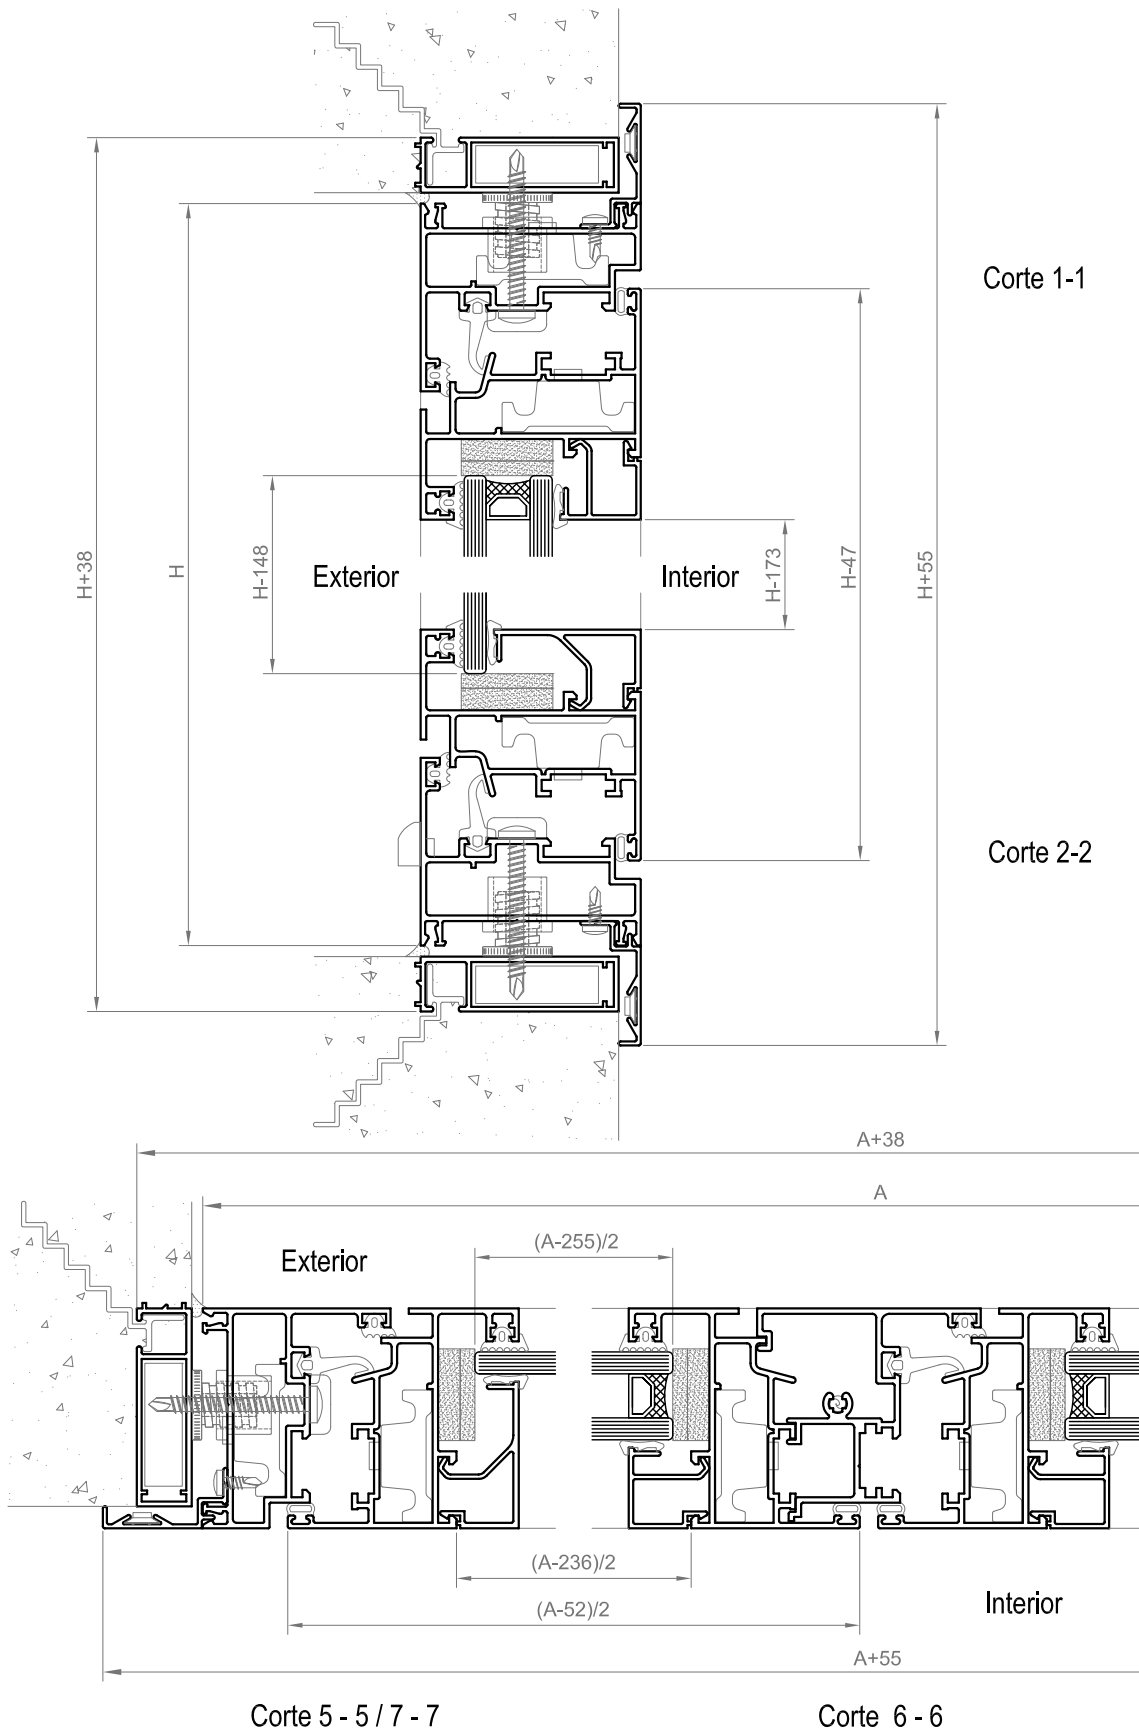 Corte 1-1
H+38
H
H-148
Exterior
Interior
H-173
H-47
H+55
Corte 2-2
A+38
A
(A-255)/2
Exterior
(A-236)/2
(A-52)/2
Interior
A+55
Corte 5 - 5 / 7 - 7
Corte 6 - 6